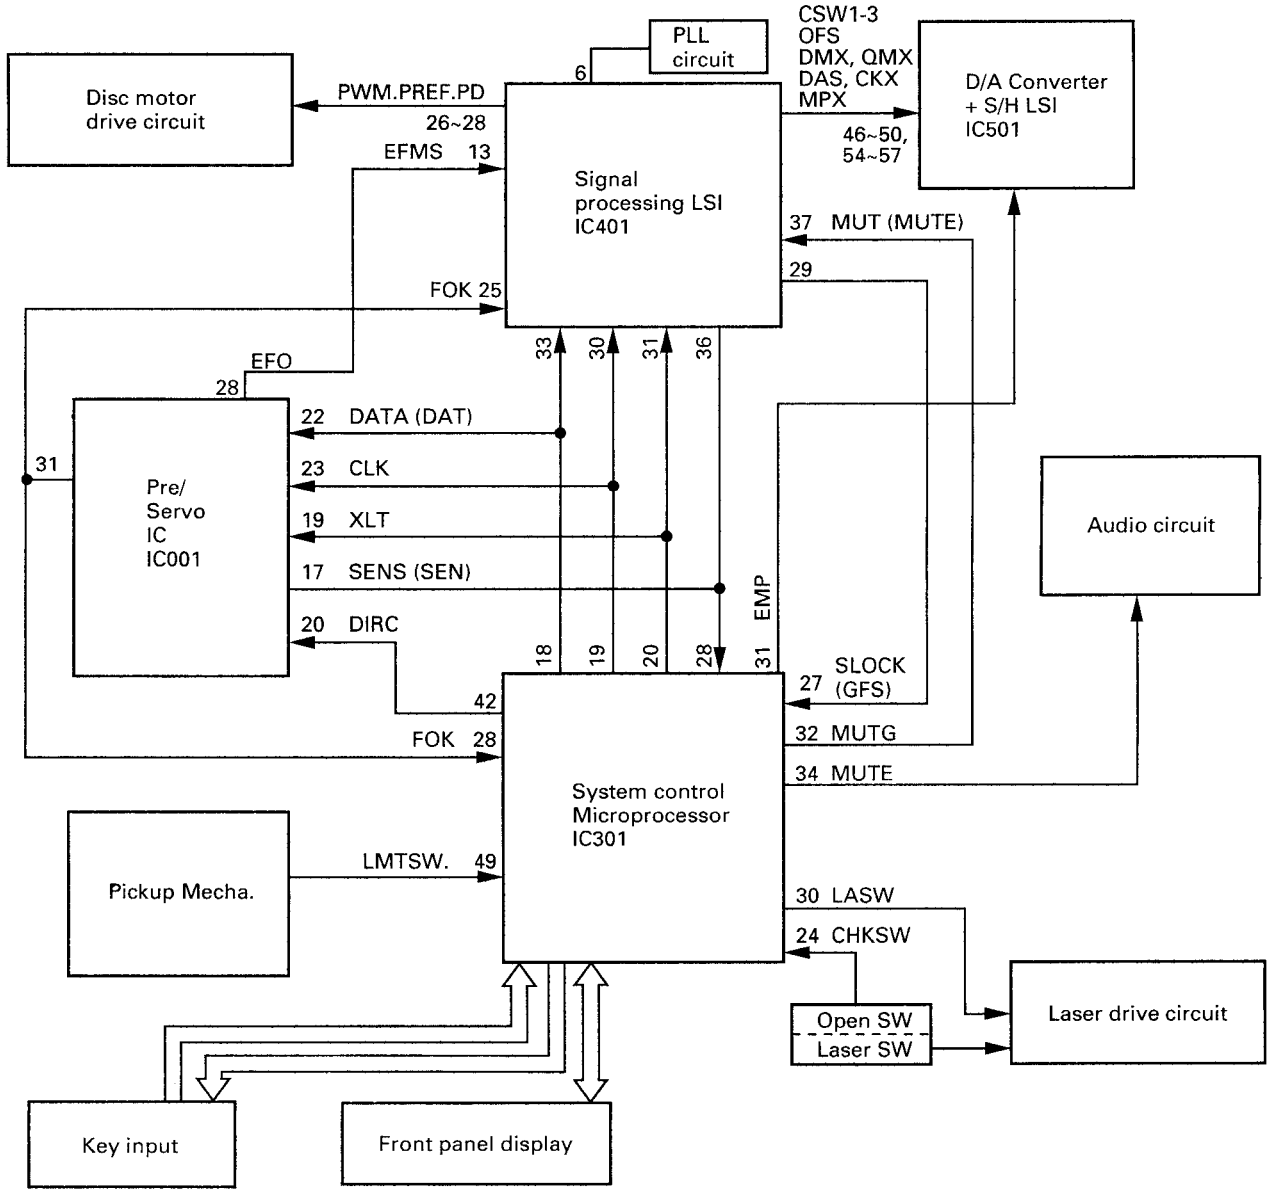 PLL
circuit
6
CSW1-3
OFS
DMX, QMX
DAS, CKX
MPX
46~50,
54~57
D/A Converter
+ S/H LSI
IC501
Disc motor
drive circuit
PWM.PREF.PD
26~28
EFMS 13
Signal
processing LSI
IC401
37 MUT (MUTE)
29
FOK 25
33
30
31
36
EFO
28
22 DATA (DAT)
23 CLK
19 XLT
17 SENS (SEN)
20 DIRC
31
Pre/
Servo
IC
IC001
Audio circuit
EMP
18
19
20
28
31
42
FOK 28
SLOCK
27 (GFS)
32 MUTG
34 MUTE
System control
Microprocessor
IC301
Pickup Mecha.
LMTSW. 49
30 LASW
24 CHKSW
Open SW
Laser SW
Laser drive circuit
Key input
Front panel display